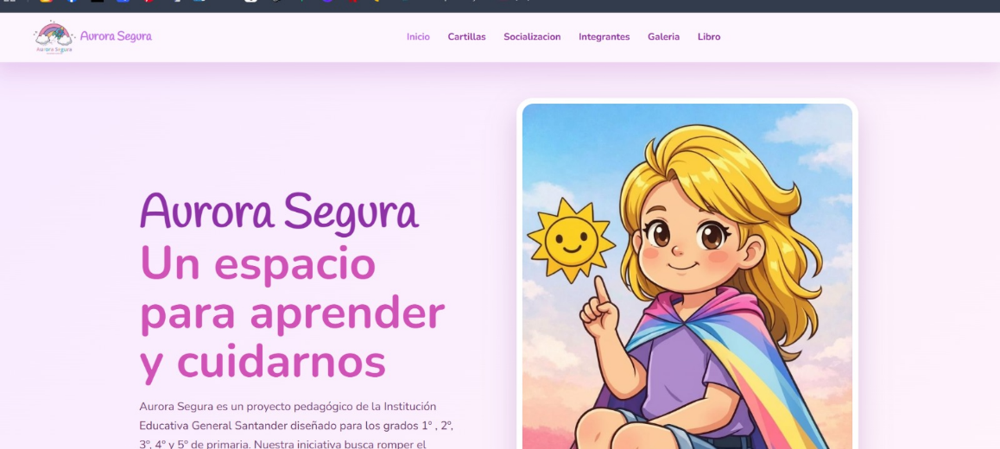 Aurora Segura
Aurora Segura
Inicio Cartillas Socializacion Integrantes Galeria Libro
Aurora Segura
Un espacio
para aprender
y cuidarnos
Aurora Segura es un proyecto pedagógico de la Institución
Educativa General Santander diseñado para los grados 1° , 2°,
3°, 4° y 5° de primaria. Nuestra iniciativa busca romper el